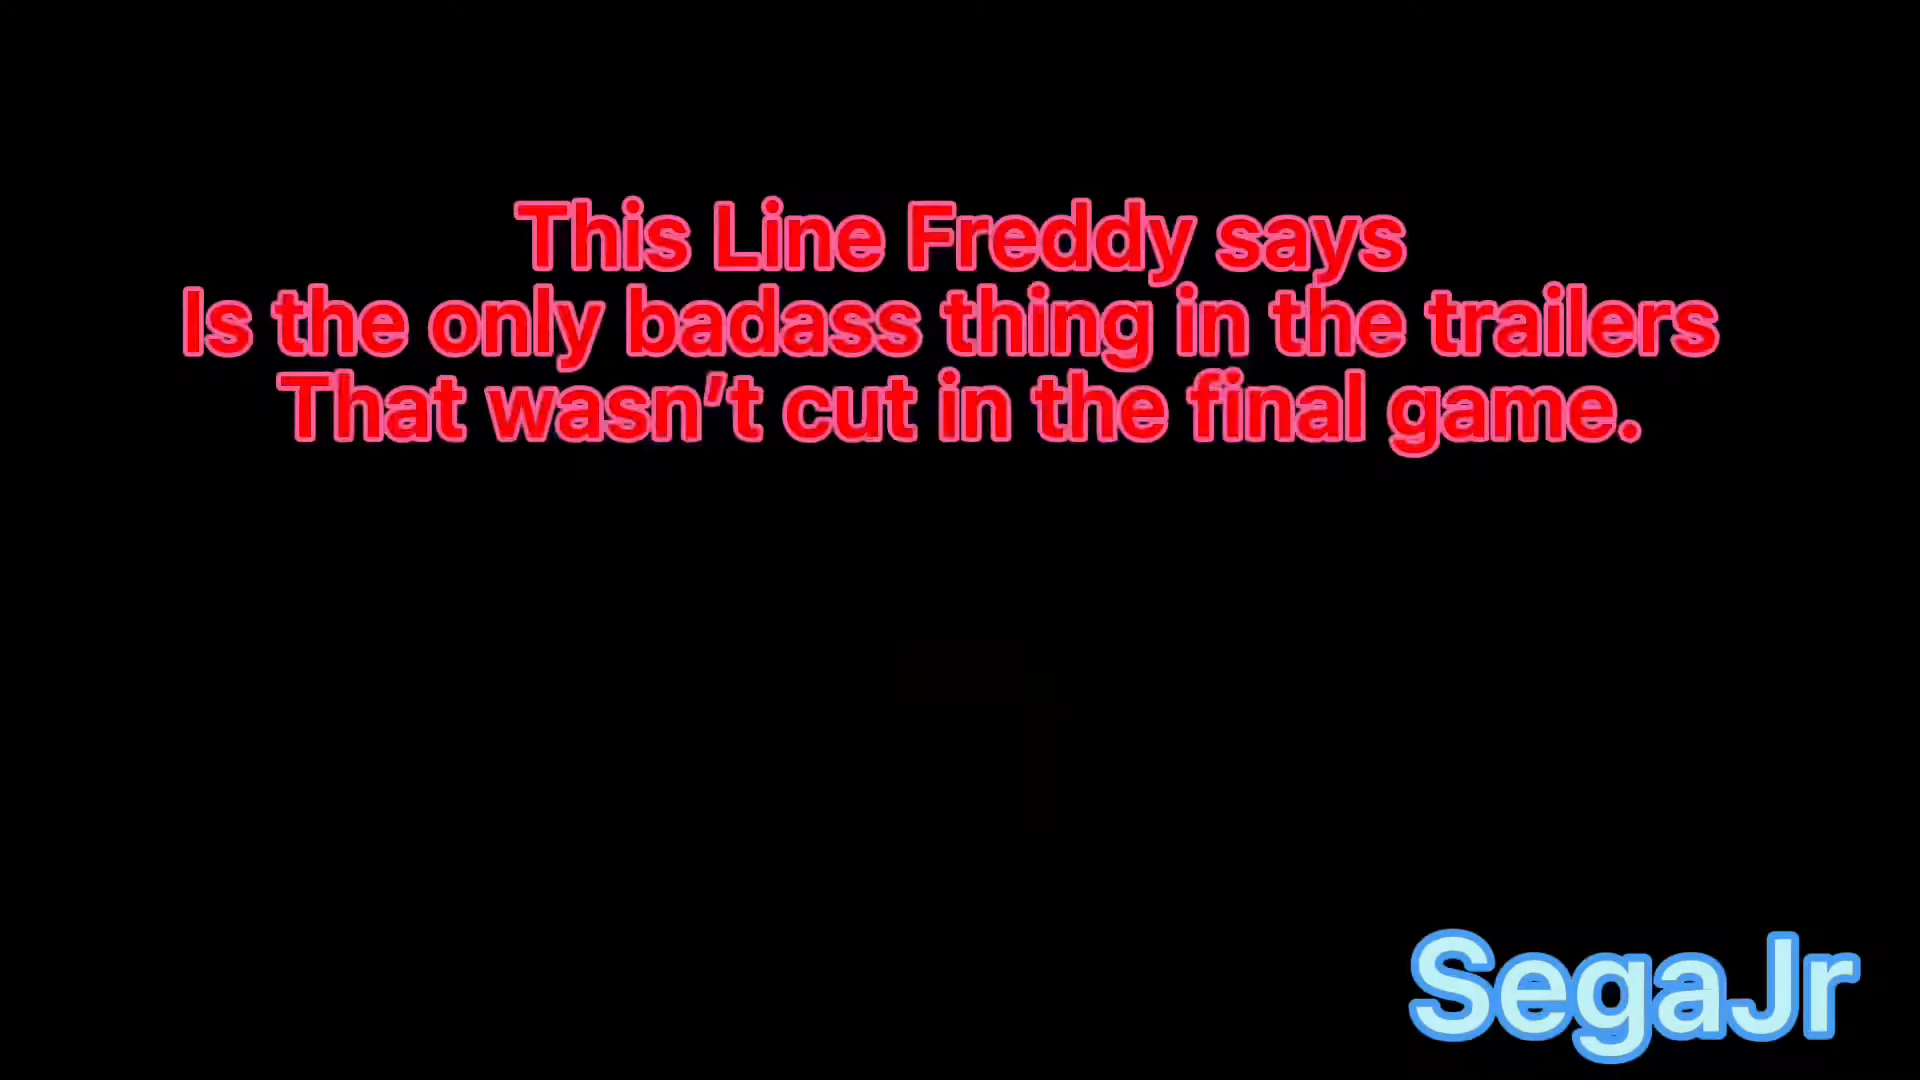 This Line Freddy says
Is the only badass thing in the trailers
That wasn’t cut in the final game.
SegaJr